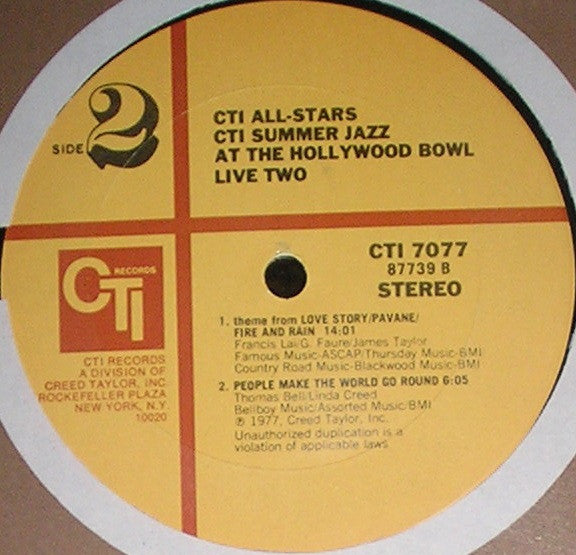 SIDE 2
CTI ALL-STARS
CTI SUMMER JAZZ
AT THE HOLLYWOOD BOWL
LIVE TWO
CTI RECORDS
CTI RECORDS
A DIVISION OF
CREED TAYLOR, INC.
ROCKEFELLER PLAZA
NEW YORK, N.Y.
10020
CTI 7077
87739 B
STEREO
1. theme from LOVE STORY/PAVANE/
FIRE AND RAIN 14:01
Francis Lai/G. Faure/James Taylor
Famous Music-ASCAP/Thursday Music-BMI
Country Road Music-Blackwood Music-BMI
2. PEOPLE MAKE THE WORLD GO ROUND 6:05
Thomas Bell/Linda Creed
Bellboy Music/Assorted Music/BMI
℗ 1977, Creed Taylor, Inc.
Unauthorized duplication is a
violation of applicable laws.